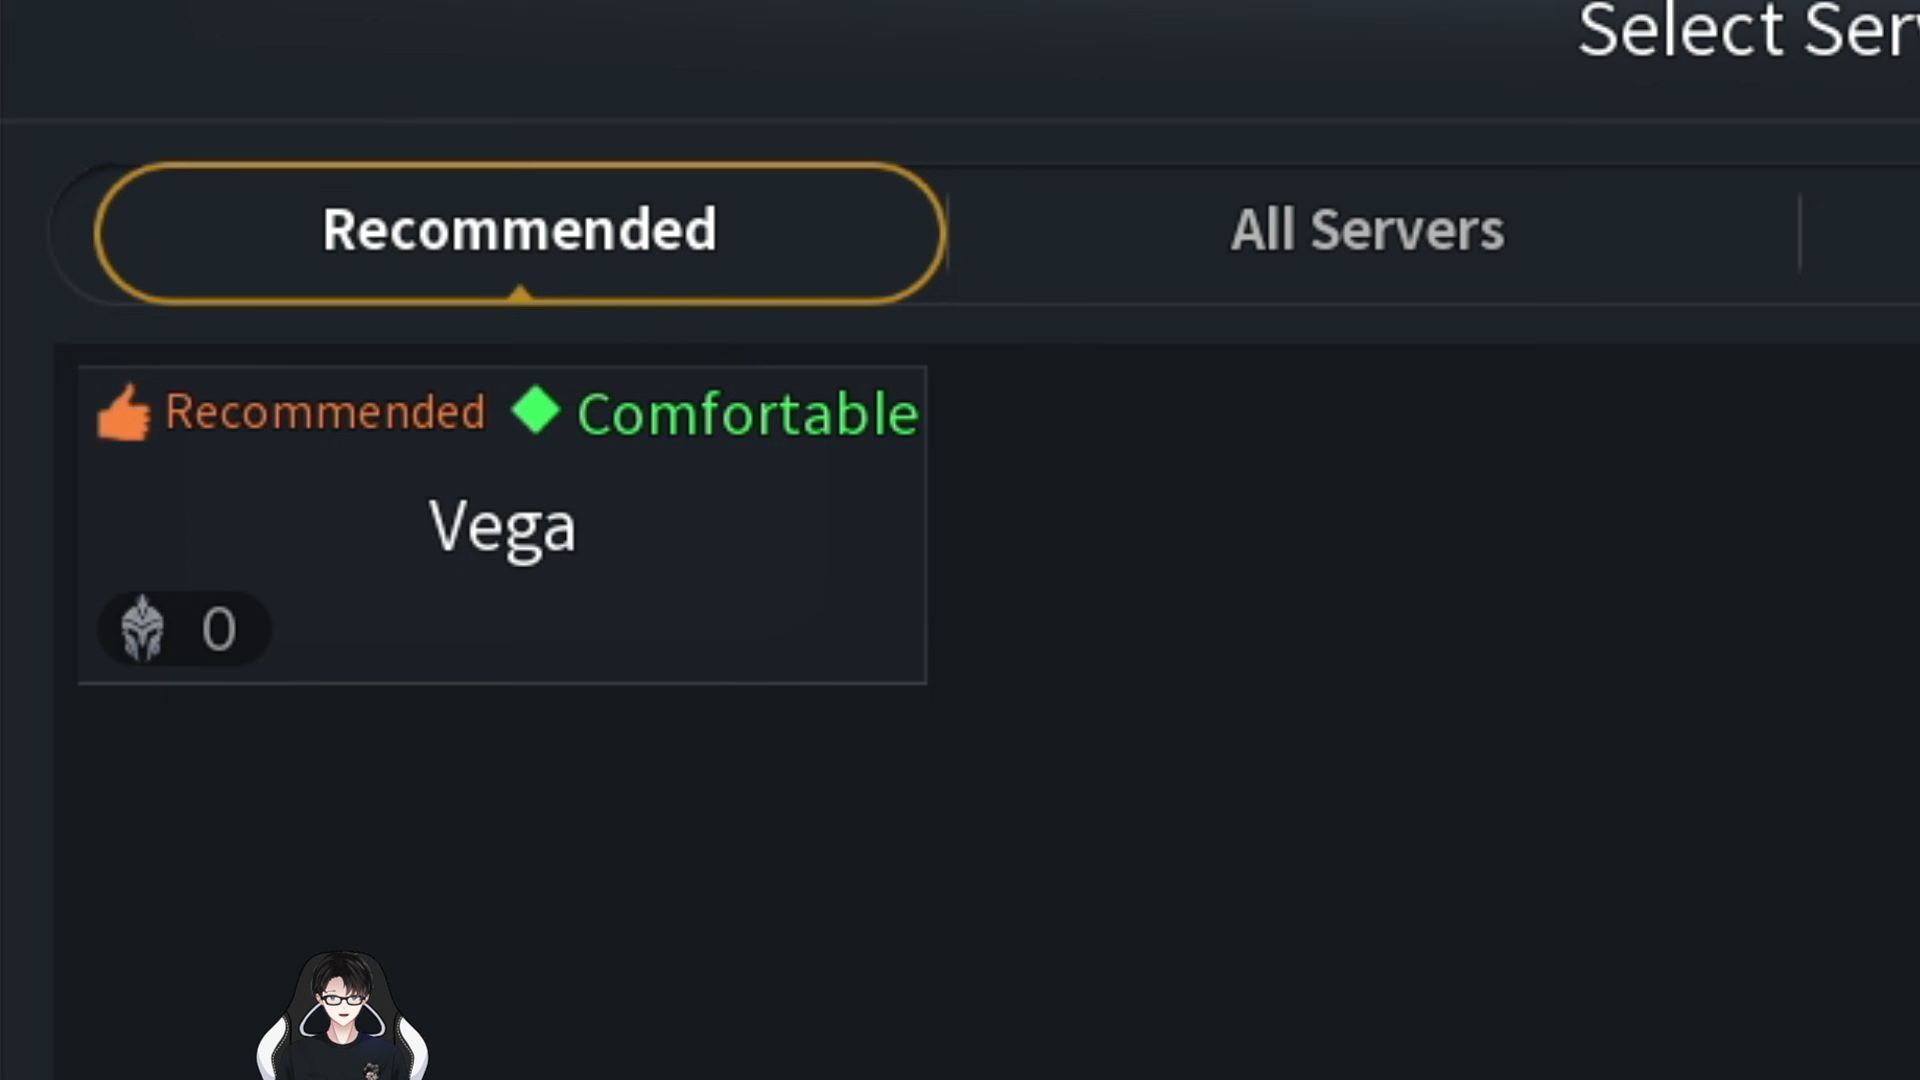 Select Ser
Recommended
All Servers
Recommended
Comfortable
Vega
0